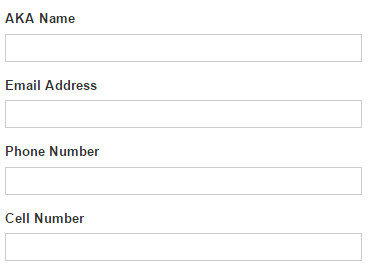 AKA Name
Email Address
Phone Number
Cell Number